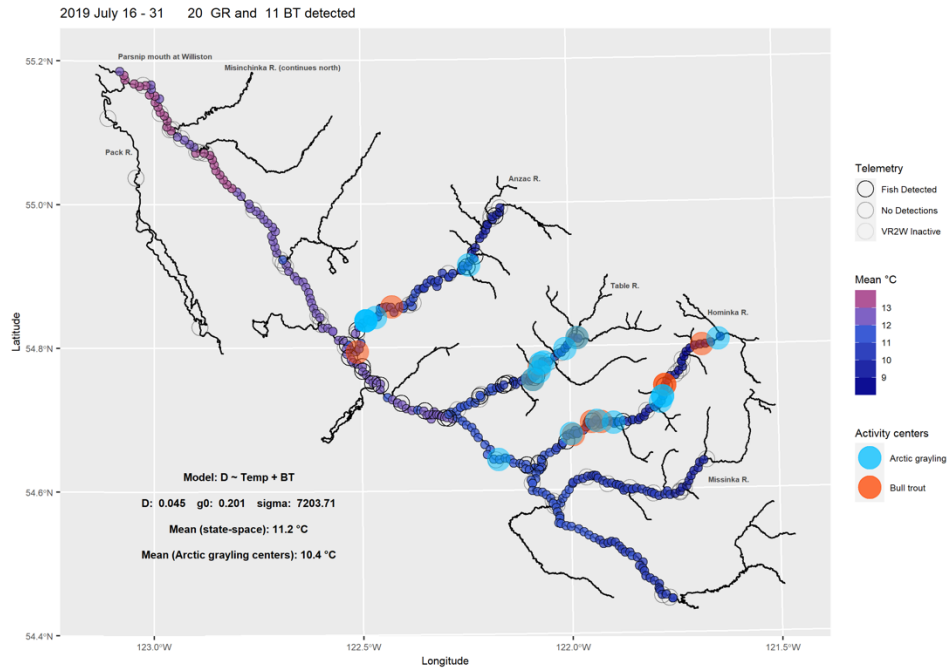 2019 July 16 - 31 20 GR and 11 BT detected
55.2°N
55.0°N
54.8°N
54.6°N
54.4°N
Latitude
Parsnip mouth at Williston
Misinchinka R. (continues north)
Pack R.
Anzac R.
Table R.
Hominka R.
Missinka R.
Model: D ~ Temp + BT
D: 0.045 g0: 0.201 sigma: 7203.71
Mean (state-space): 11.2 °C
Mean (Arctic grayling centers): 10.4 °C
123.0°W
122.5°W
122.0°W
121.5°W
Longitude
Telemetry
Fish Detected
No Detections
VR2W Inactive
Mean °C
13
12
11
10
9
Activity centers
Arctic grayling
Bull trout